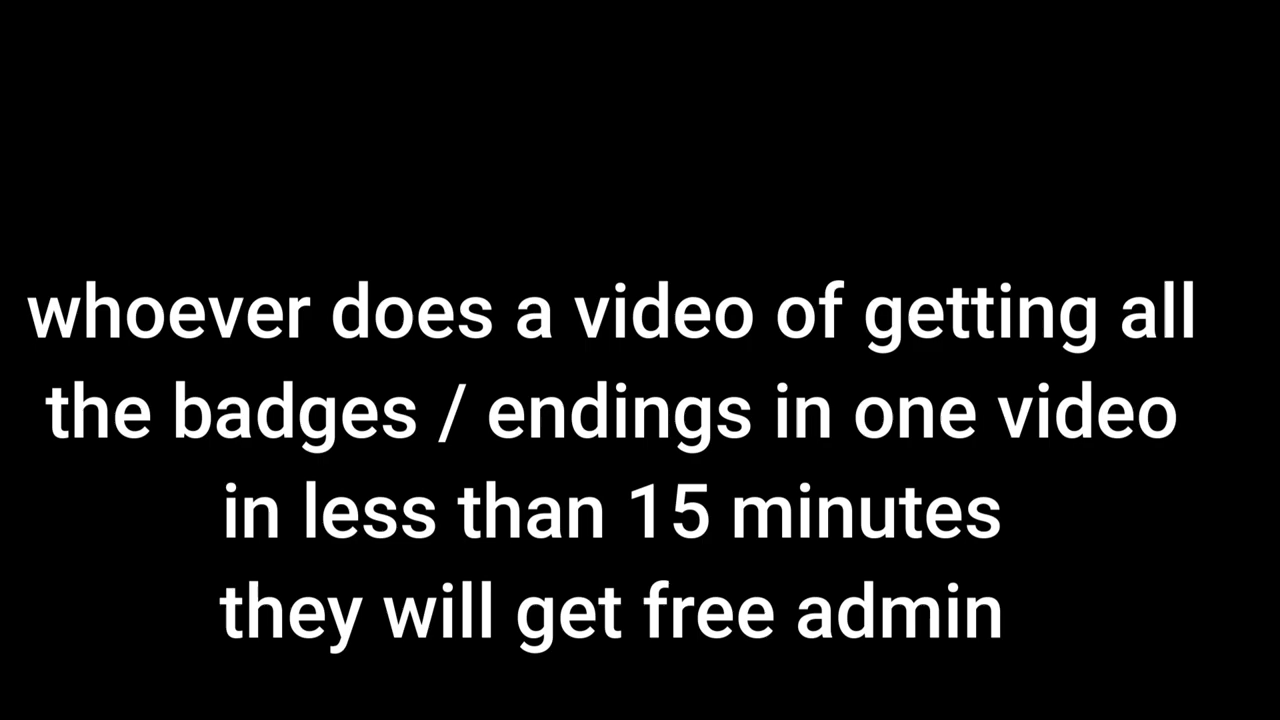 whoever does a video of getting all
the badges / endings in one video
in less than 15 minutes
they will get free admin